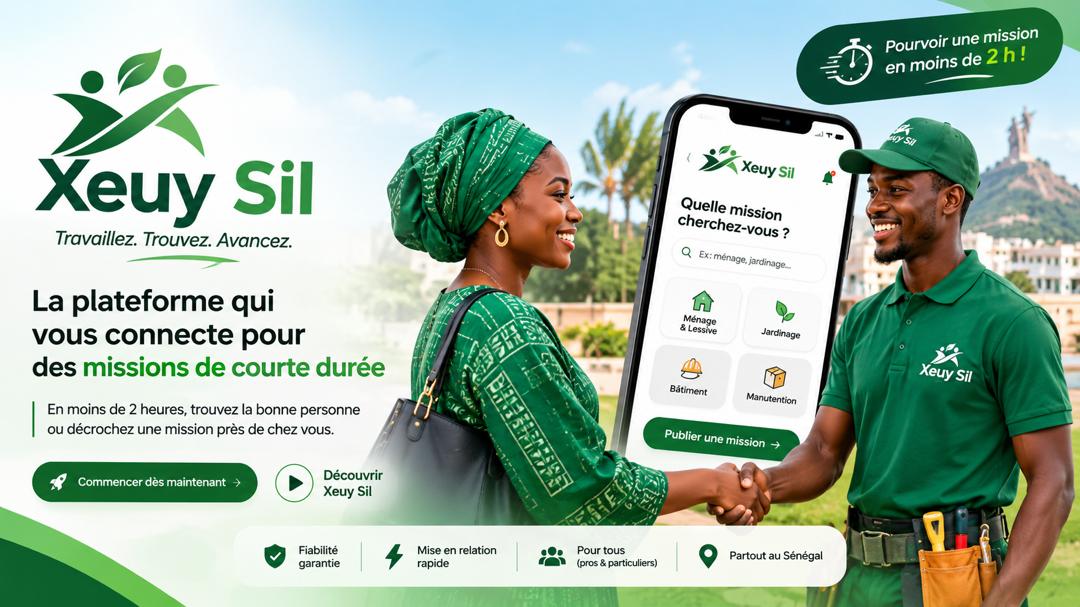 Xeuy Sil
Travaillez. Trouvez. Avancez.
La plateforme qui
vous connecte pour
des missions de courte durée
En moins de 2 heures, trouvez la bonne personne
ou décrochez une mission près de chez vous.
Commencer dès maintenant →
Découvrir
Xeuy Sil
Pourvoir une mission
en moins de 2 h !
Xeuy Sil
Quelle mission
cherchez-vous ?
Ex : ménage, jardinage...
Ménage
& Lessive
Jardinage
Bâtiment
Manutention
Publier une mission →
Xeuy Sil
Xeuy Sil
Fiabilité
garantie
Mise en relation
rapide
Pour tous
(pros & particuliers)
Partout au Sénégal